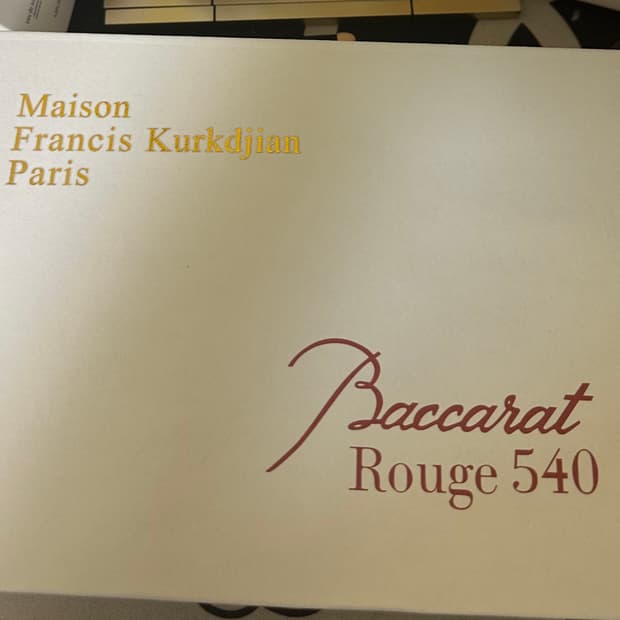 Maison
Francis Kurkdjian
Paris
Baccarat
Rouge 540